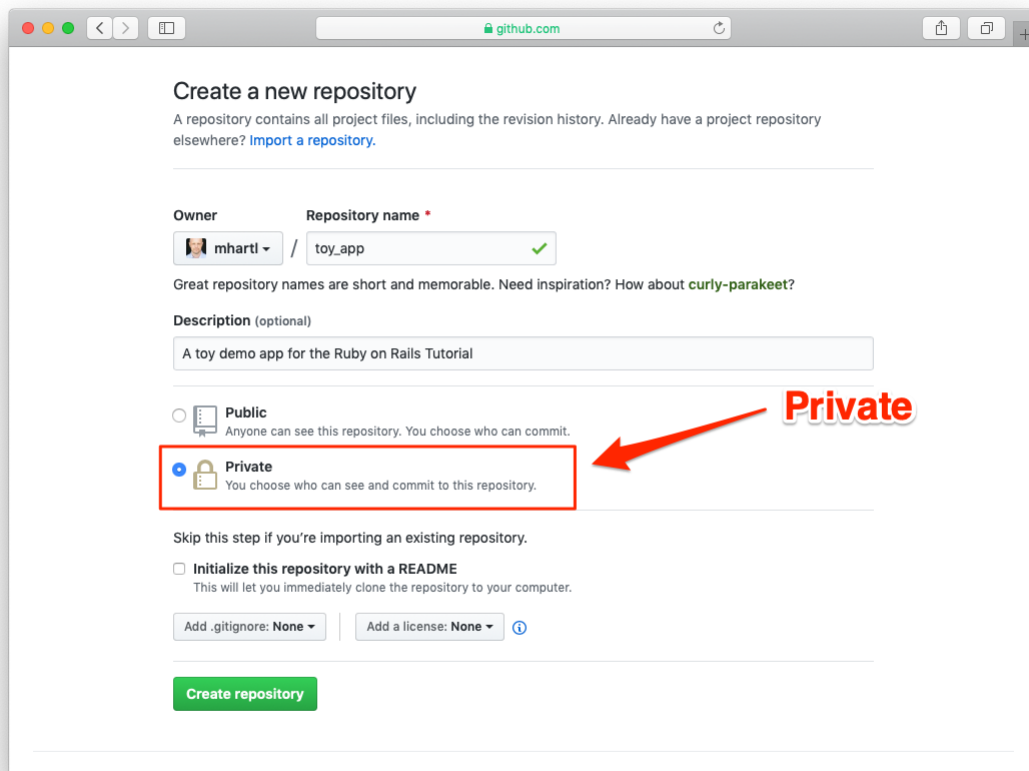 github.com
Create a new repository
A repository contains all project files, including the revision history. Already have a project repository
elsewhere? Import a repository.
Owner
Repository name *
mhartl / toy_app
Great repository names are short and memorable. Need inspiration? How about curly-parakeet?
Description (optional)
A toy demo app for the Ruby on Rails Tutorial
Public
Anyone can see this repository. You choose who can commit.
Private
Private
You choose who can see and commit to this repository.
Skip this step if you're importing an existing repository.
Initialize this repository with a README
This will let you immediately clone the repository to your computer.
Add .gitignore: None
Add a license: None
Create repository